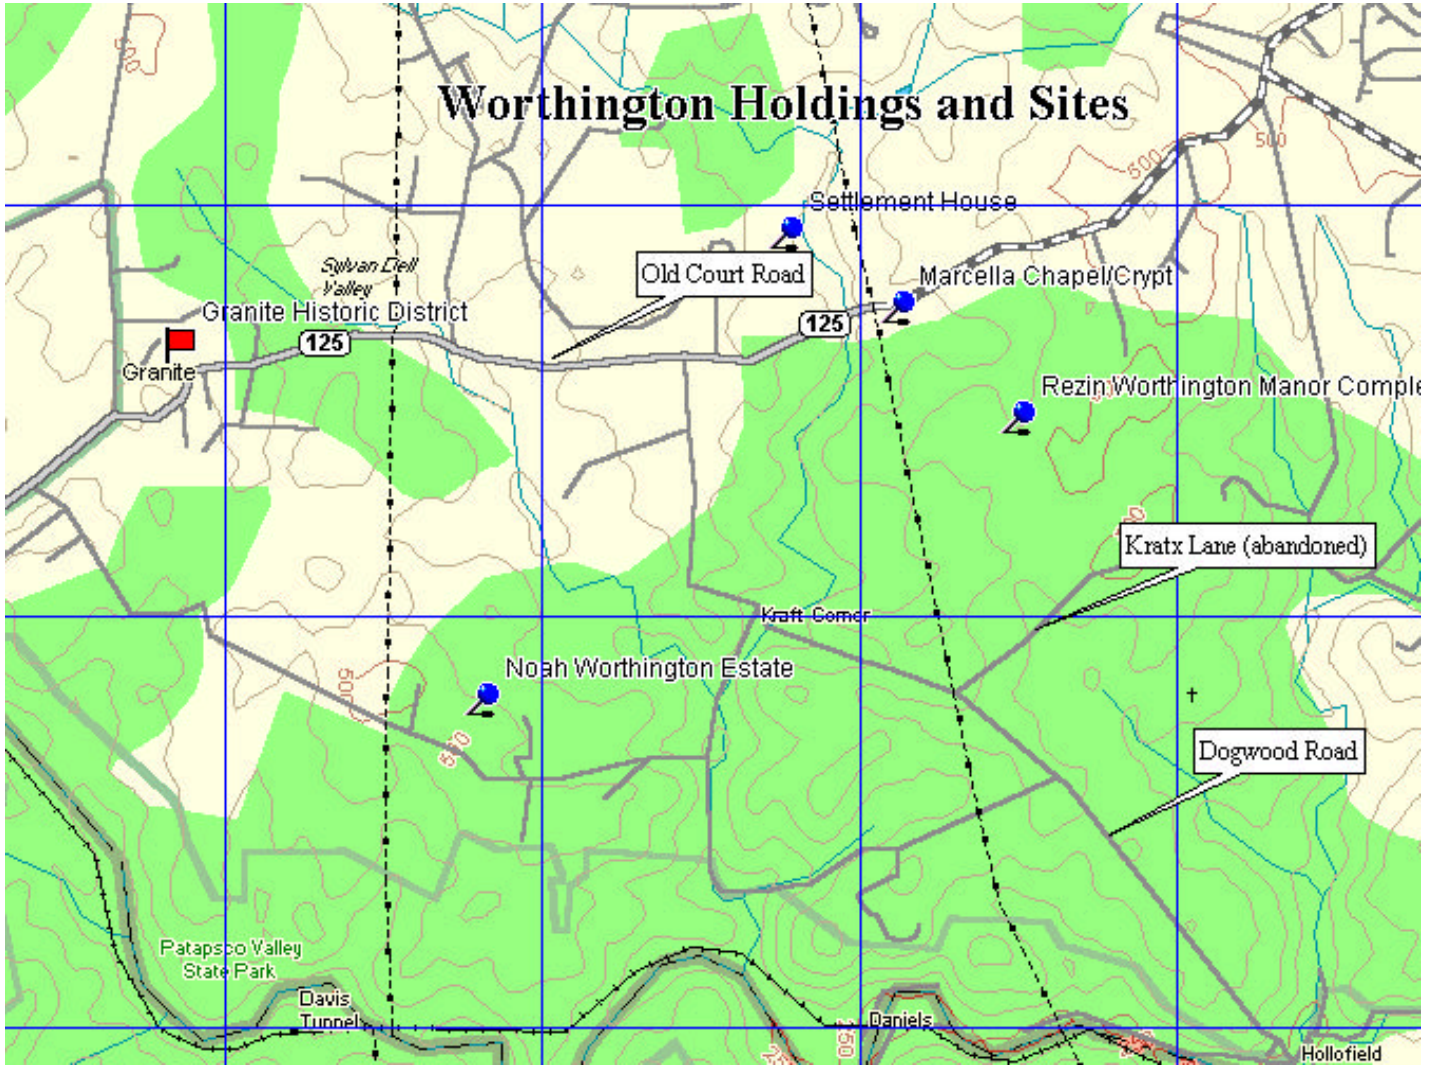 Worthington Holdings and Sites
500
500
500
Settlement House
Old Court Road
Sylvan Dell
Valley
Marcella Chapel/Crypt
Granite Historic District
125
125
Granite
Rezin Worthington Manor Comple
Kratx Lane (abandoned)
Kraft Corner
Noah Worthington Estate
500
550
Dogwood Road
Patapsco Valley
State Park
Davis
Tunnel
Daniels
250
Hollofield